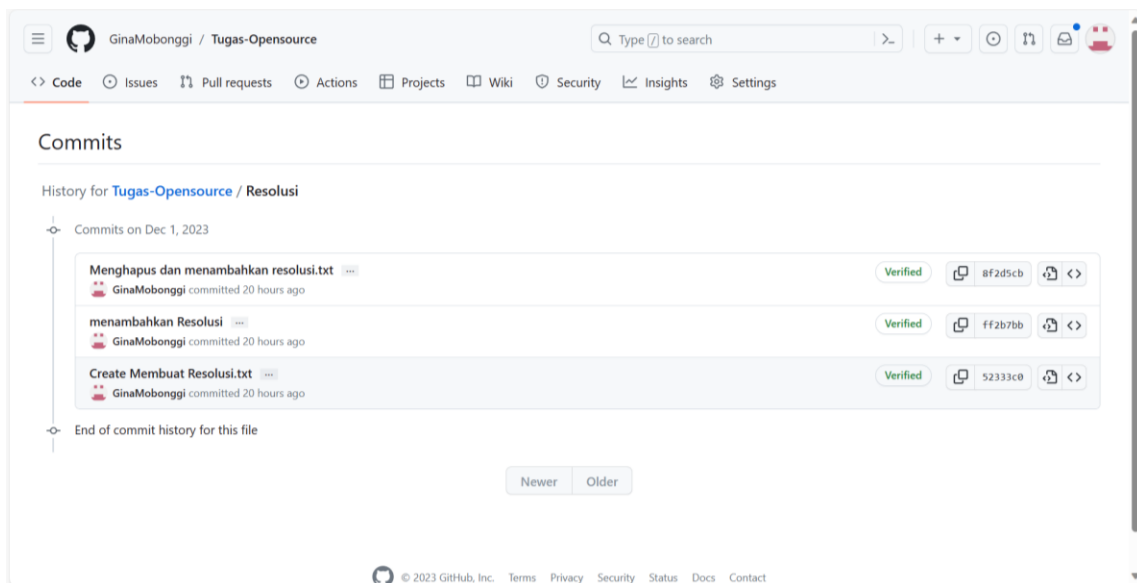 GinaMobonggi / Tugas-Opensource
Type / to search
Code Issues Pull requests Actions Projects Wiki Security Insights Settings
Commits
History for Tugas-Opensource / Resolusi
Commits on Dec 1, 2023
Menghapus dan menambahkan resolusi.txt ...
Verified 8f2d5cb
GinaMobonggi committed 20 hours ago
menambahkan Resolusi ...
Verified ff2b7bb
GinaMobonggi committed 20 hours ago
Create Membuat Resolusi.txt ...
Verified 52333c0
GinaMobonggi committed 20 hours ago
End of commit history for this file
Newer Older
© 2023 GitHub, Inc. Terms Privacy Security Status Docs Contact